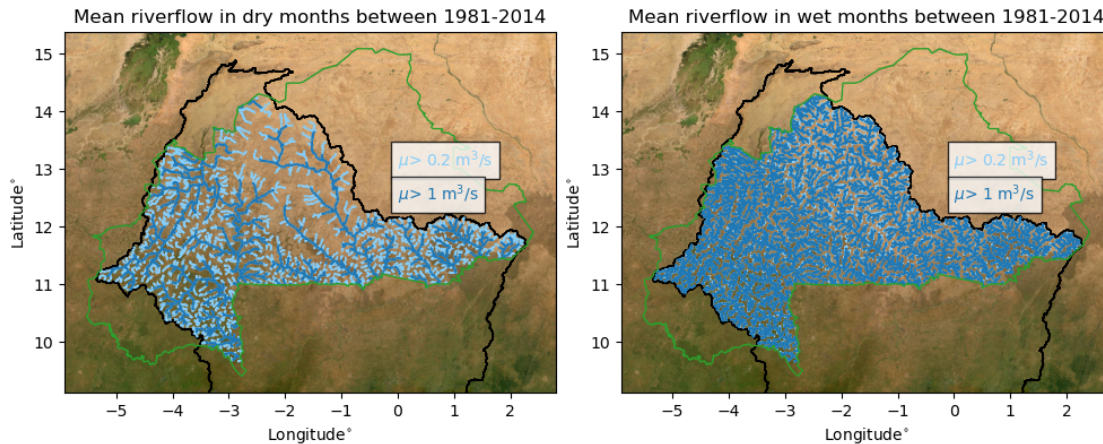 Mean riverflow in dry months between 1981-2014
15
14
13
12
11
10
Latitude°
μ> 0.2 m³/s
μ> 1 m³/s
−5 −4 −3 −2 −1 0 1 2
Longitude°
Mean riverflow in wet months between 1981-2014
15
14
13
12
11
10
Latitude°
μ> 0.2 m³/s
μ> 1 m³/s
−5 −4 −3 −2 −1 0 1 2
Longitude°